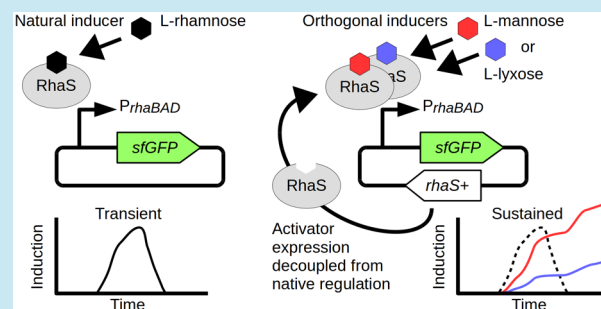 Natural inducer
L-rhamnose
RhaS
PrhaBAD
sfGFP
Transient
Induction
Time
Orthogonal inducers
L-mannose
or
L-lyxose
RhaS
RhaS
PrhaBAD
sfGFP
rhaS+
RhaS
Activator
expression
decoupled from
native regulation
Sustained
Induction
Time